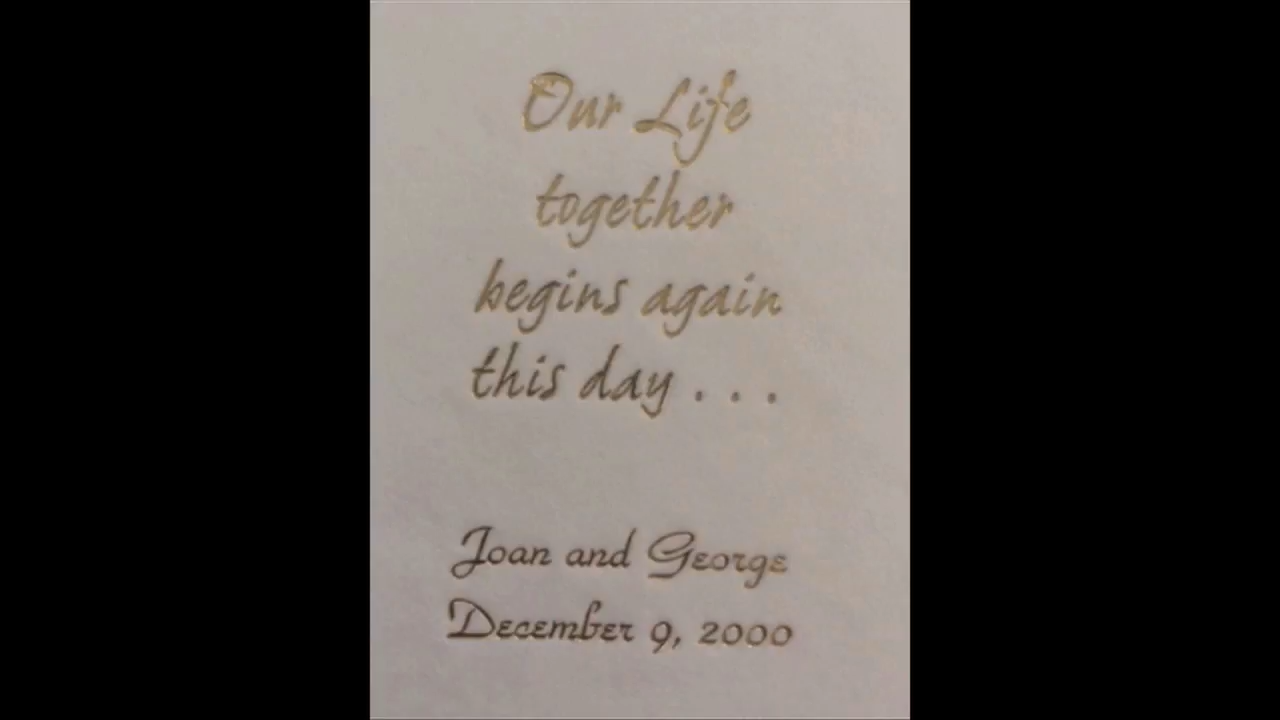 Our Life
together
begins again
this day . . .
Joan and George
December 9, 2000